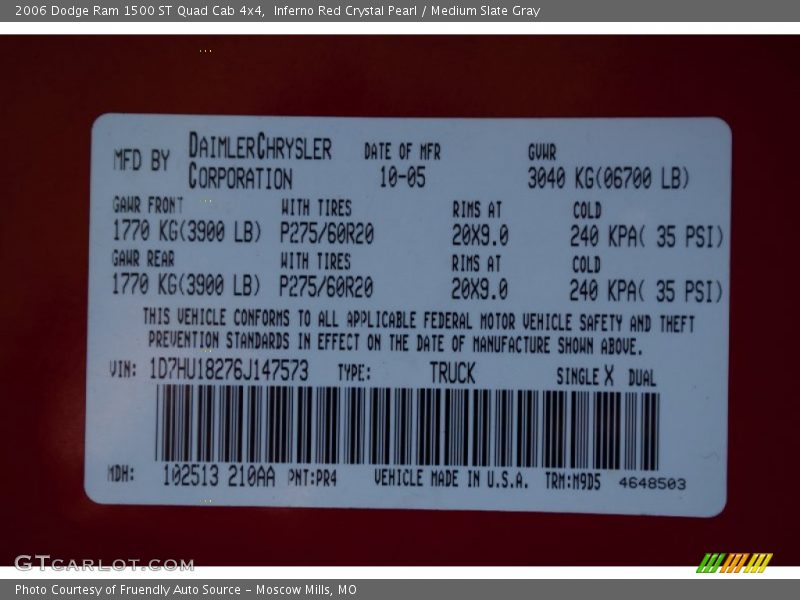 2006 Dodge Ram 1500 ST Quad Cab 4x4, Inferno Red Crystal Pearl / Medium Slate Gray
MFD BY DAIMLERCHRYSLER CORPORATION DATE OF MFR 10-05 GVWR 3040 KG(06700 LB)
GAWR FRONT WITH TIRES RIMS AT COLD
1770 KG(3900 LB) P275/60R20 20X9.0 240 KPA( 35 PSI)
GAWR REAR WITH TIRES RIMS AT COLD
1770 KG(3900 LB) P275/60R20 20X9.0 240 KPA( 35 PSI)
THIS VEHICLE CONFORMS TO ALL APPLICABLE FEDERAL MOTOR VEHICLE SAFETY AND THEFT
PREVENTION STANDARDS IN EFFECT ON THE DATE OF MANUFACTURE SHOWN ABOVE.
VIN: 1D7HU18276J147573 TYPE: TRUCK SINGLE X DUAL
MDH: 102513 210AA PNT:PR4 VEHICLE MADE IN U.S.A. TRM:M9D5 4648503
GTCARLOT.COM
Photo Courtesy of Fruendly Auto Source - Moscow Mills, MO